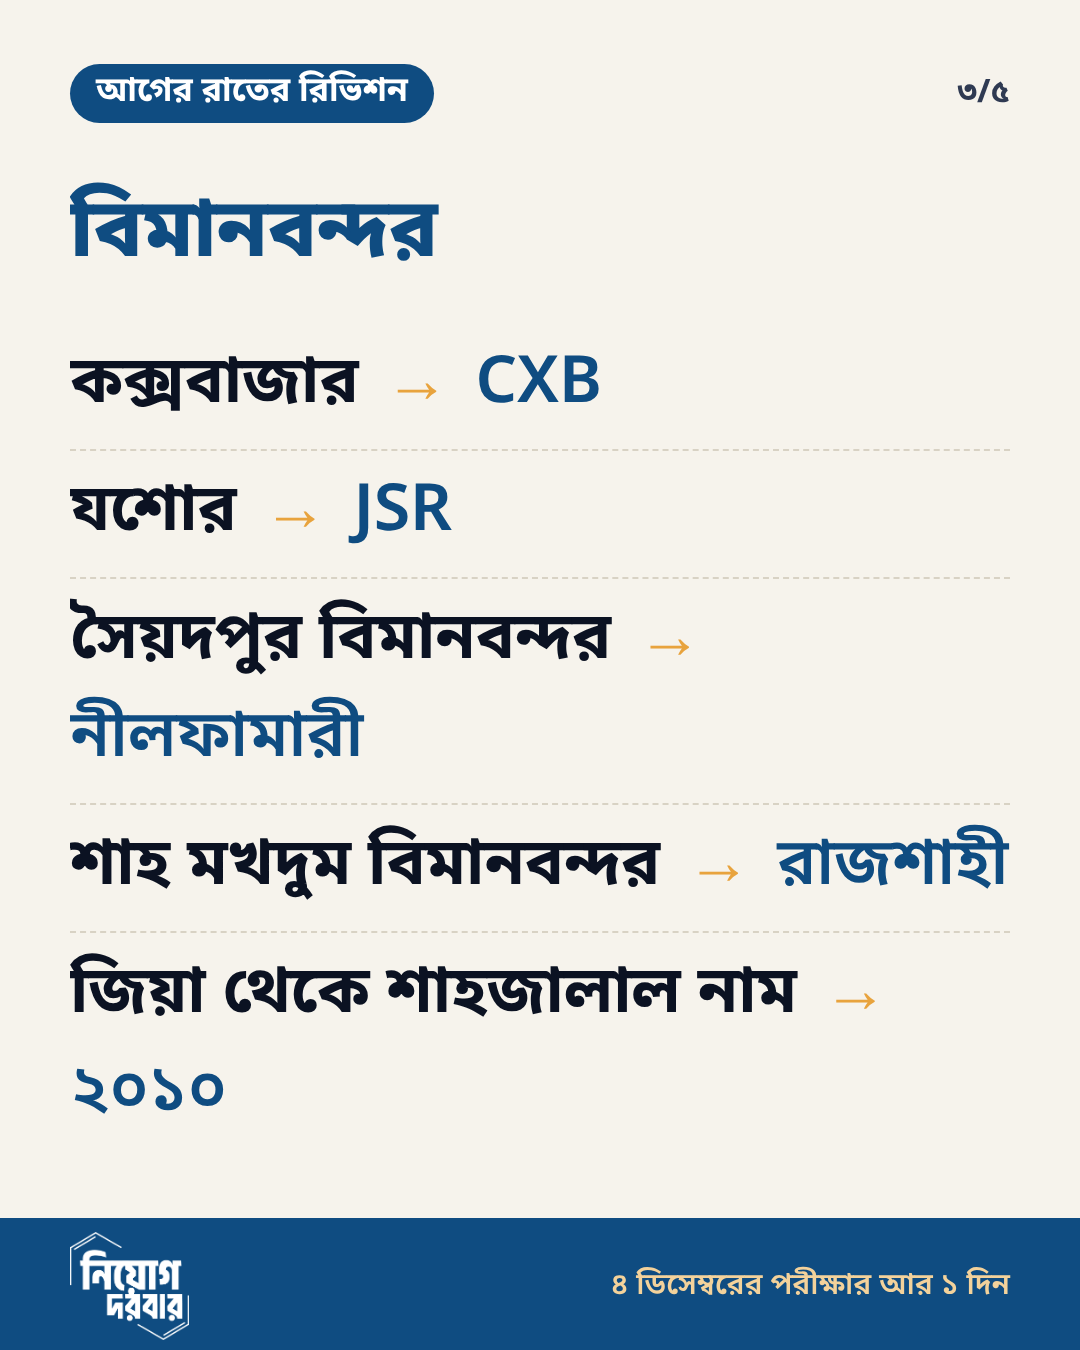 আগের রাতের রিভিশন
৩/৫
বিমানবন্দর
কক্সবাজার → CXB
যশোর → JSR
সৈয়দপুর বিমানবন্দর →
নীলফামারী
শাহ মখদুম বিমানবন্দর → রাজশাহী
জিয়া থেকে শাহজালাল নাম →
২০১০
নিয়োগ
দরবার
৪ ডিসেম্বরের পরীক্ষার আর ১ দিন